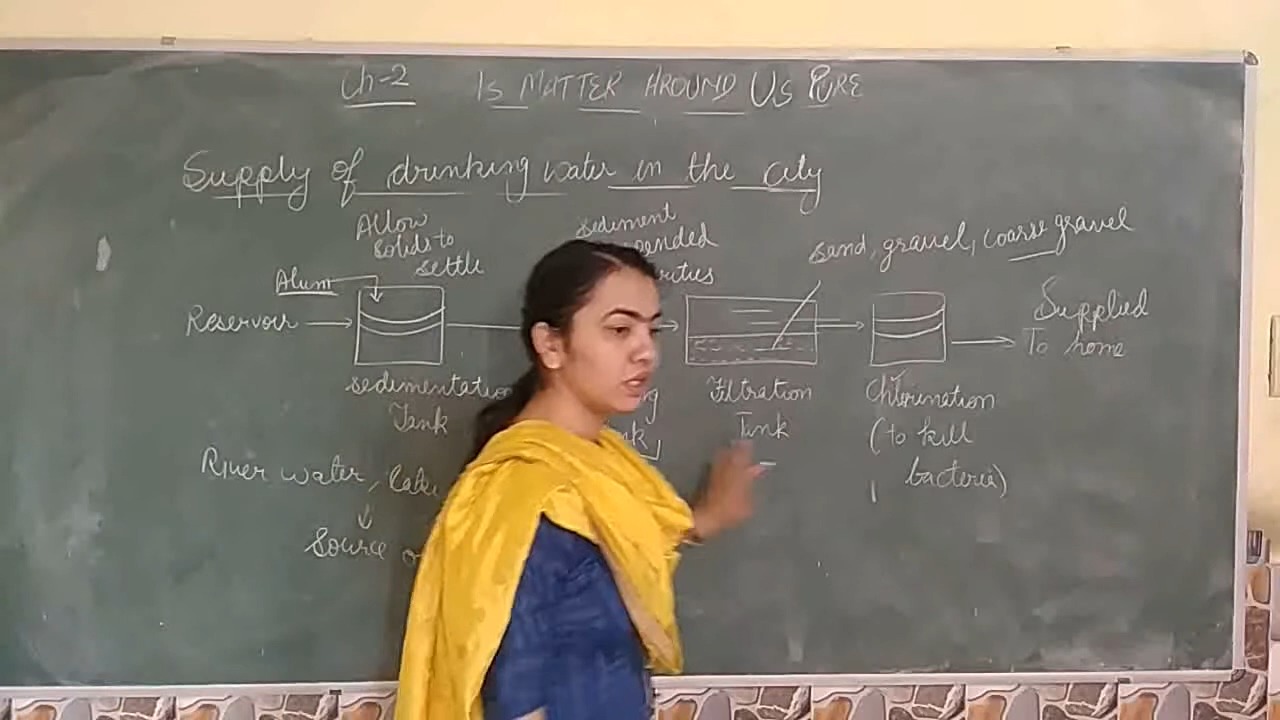 Ch-2 Is MATTER AROUND Us PURE
Supply of drinking water in the city
Allow
solids to
settle
sediment
sand, gravel, coarse gravel
Alum
Reservoir
Supplied
To home
sedimentation
Tank
Filtration
Tank
Chlorination
(to kill
bacteria)
River water, lake
Source